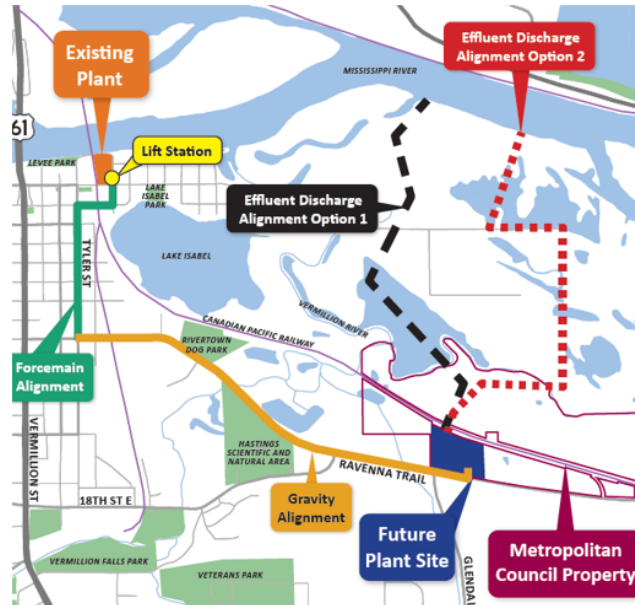 Existing
Plant
Effluent Discharge
Alignment Option 2
MISSISSIPPI RIVER
61
LEVEE PARK
Lift Station
LAKE
ISABEL
PARK
Effluent Discharge
Alignment Option 1
TYLER ST
LAKE ISABEL
VERMILLION
RIVER
CANADIAN PACIFIC RAILWAY
RIVERTOWN
DOG PARK
Forcemain
Alignment
VERMILLION ST
HASTINGS
SCIENTIFIC
AND
NATURAL AREA
RAVENNA TRAIL
18TH ST E
Gravity
Alignment
Future
Plant Site
GLENDAL
Metropolitan
Council Property
VERMILLION FALLS PARK
VETERANS PARK